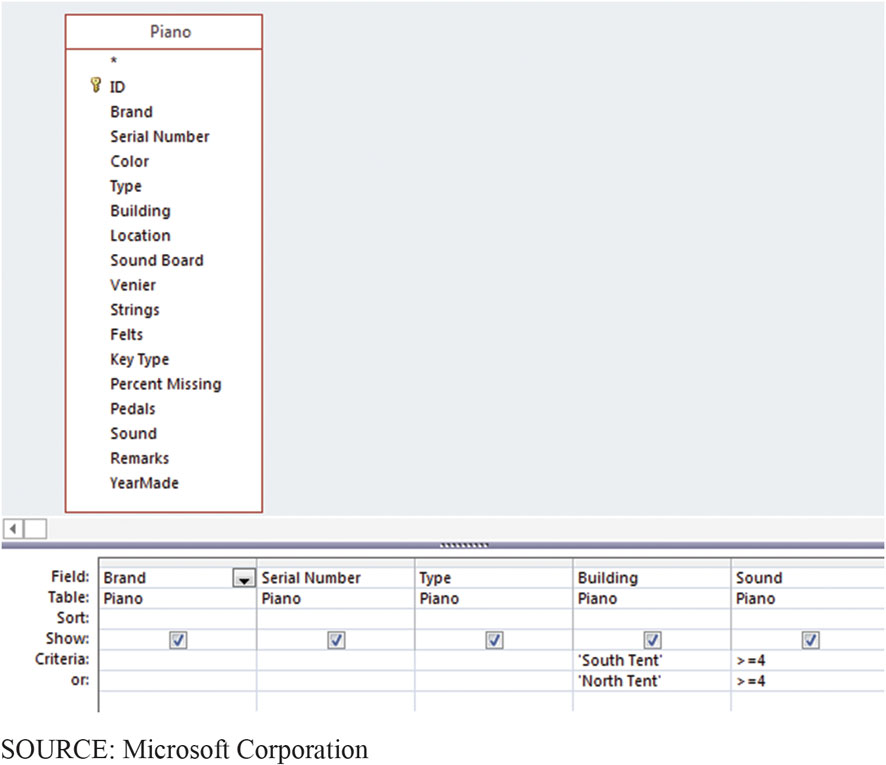 Piano
*
ID
Brand
Serial Number
Color
Type
Building
Location
Sound Board
Venier
Strings
Felts
Key Type
Percent Missing
Pedals
Sound
Remarks
YearMade
Field: Brand Serial Number Type Building Sound
Table: Piano Piano Piano Piano Piano
Sort:
Show:
Criteria: 'South Tent' >=4
or: 'North Tent' >=4
SOURCE: Microsoft Corporation